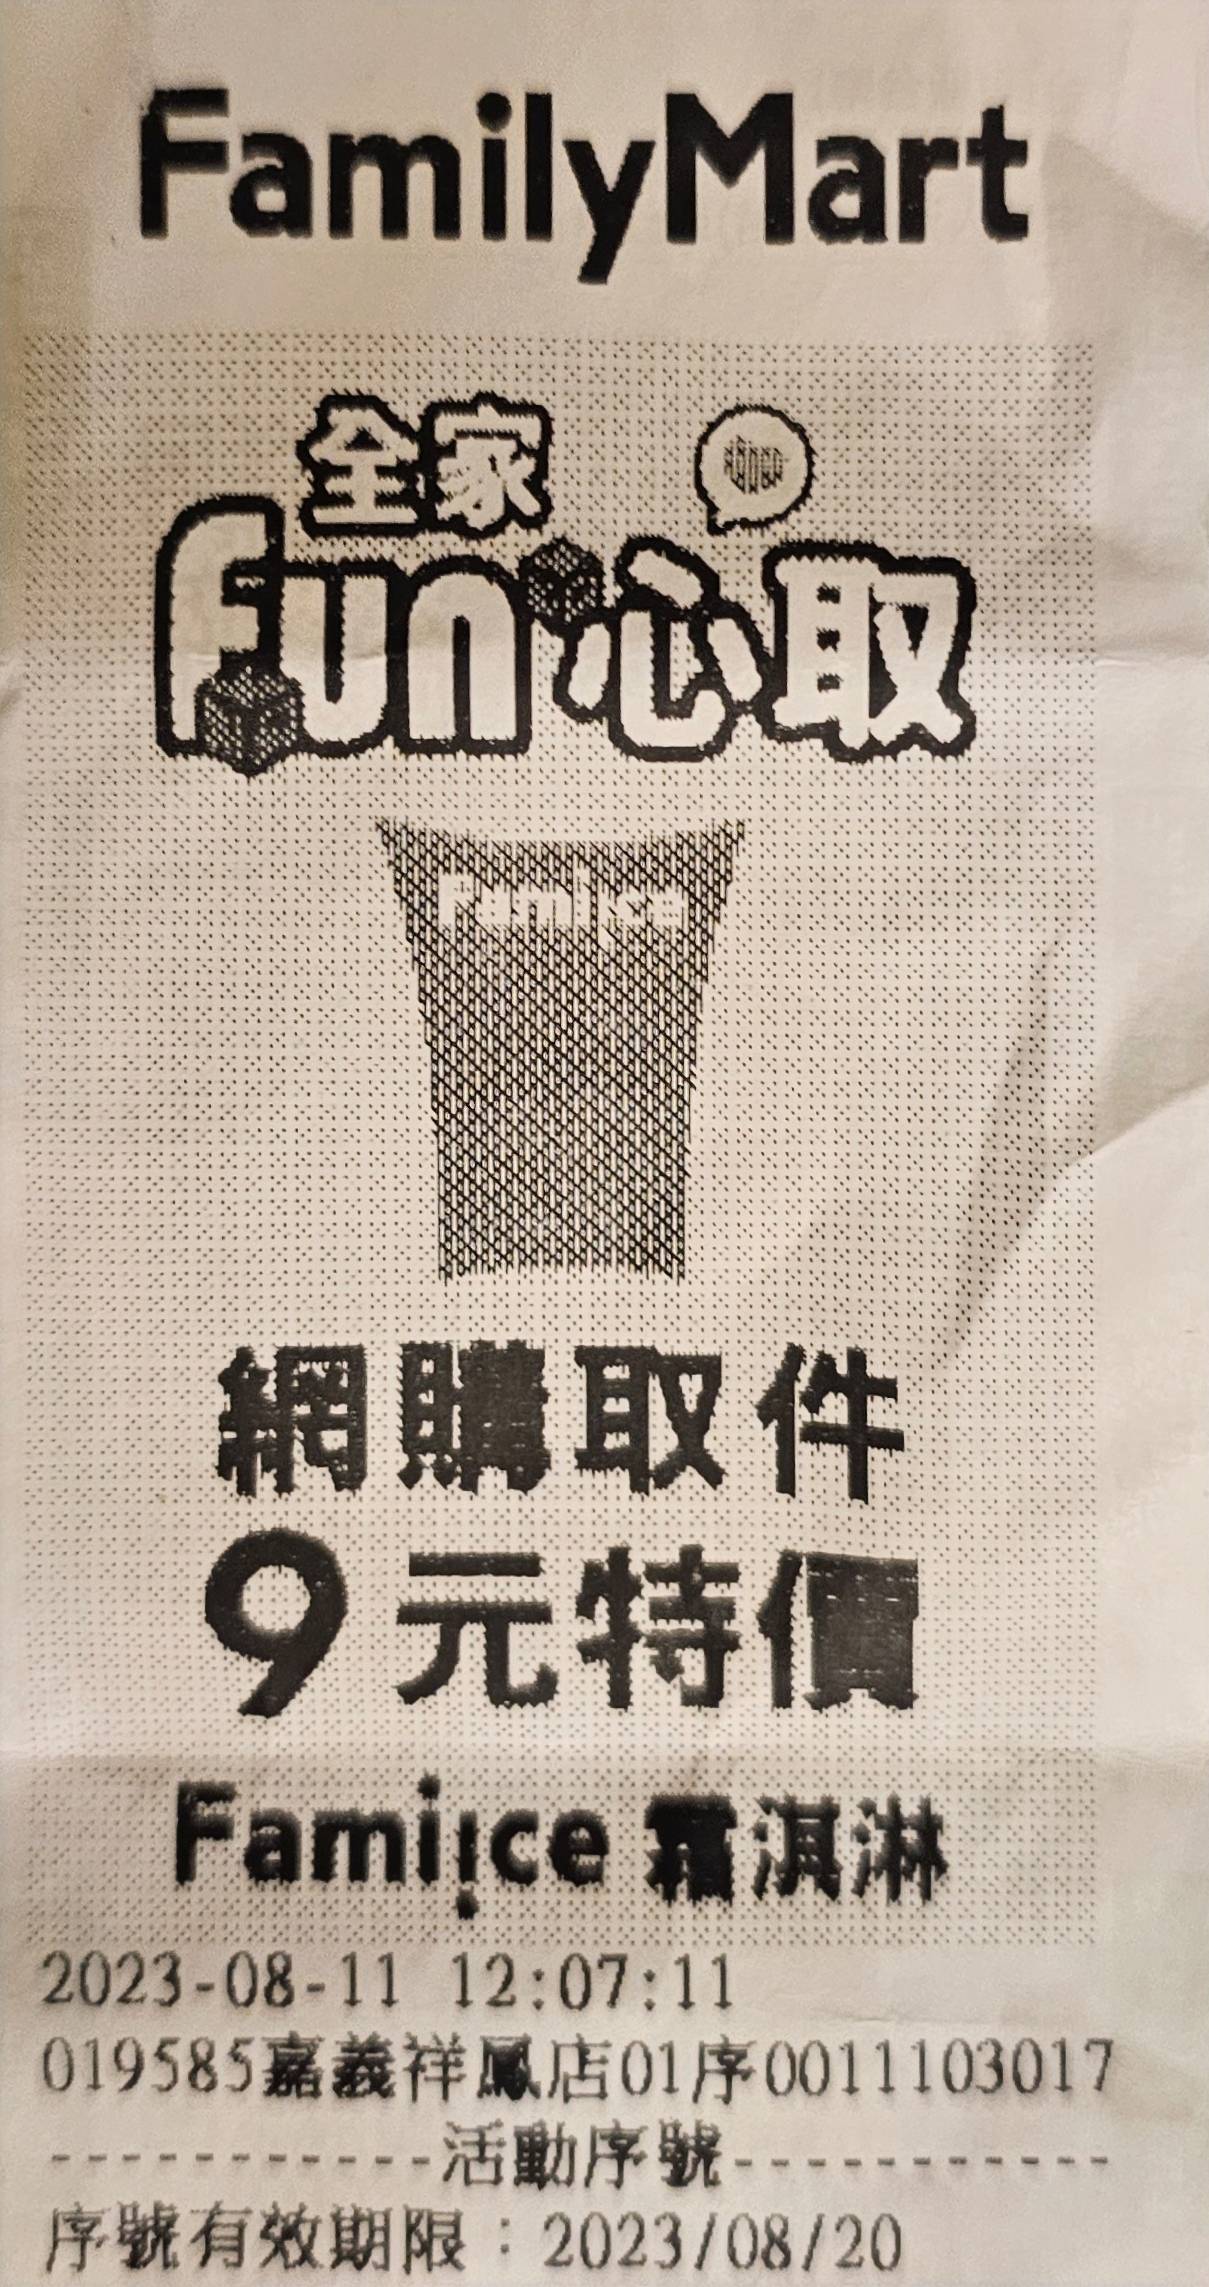 FamilyMart
全家
Fun心取
Famiice
網購取件
9元特價
Famiice 霜淇淋
2023-08-11 12:07:11
019585嘉義祥鳳店01序0011103017
-----------活動序號-----------
序號有效期限：2023/08/20